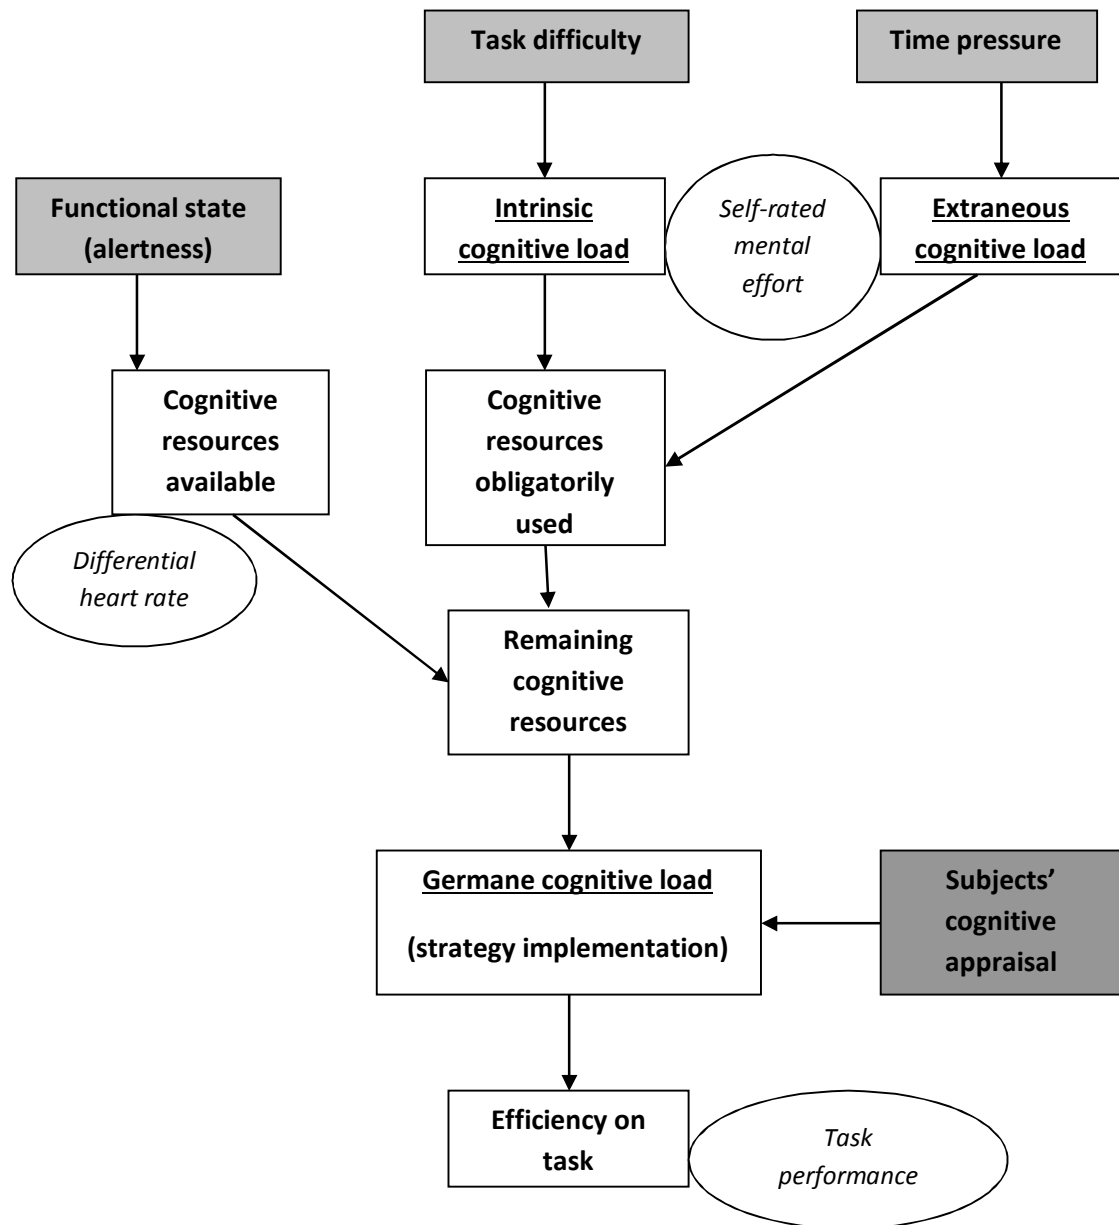 Task difficulty
Time pressure
Functional state
(alertness)
Intrinsic
cognitive load
Self-rated
mental
effort
Extraneous
cognitive load
Cognitive
resources
available
Cognitive
resources
obligatorily
used
Differential
heart rate
Remaining
cognitive
resources
Germane cognitive load
(strategy implementation)
Subjects’
cognitive
appraisal
Efficiency on
task
Task
performance